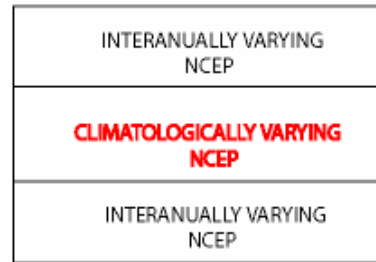 INTERANUALLY VARYING
NCEP
CLIMATOLOGICALLY VARYING
NCEP
INTERANUALLY VARYING
NCEP